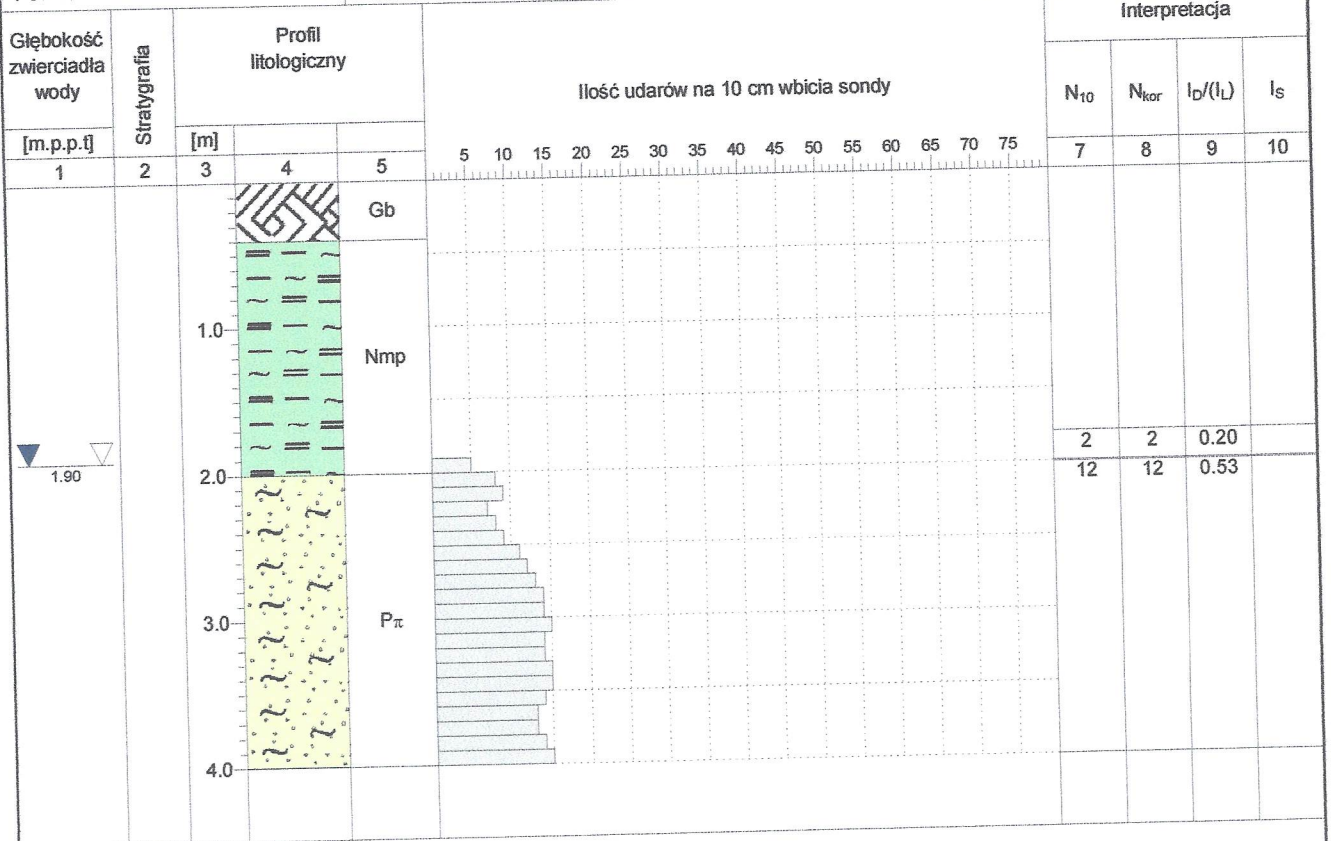 Interpretacja
Głębokość
zwierciadła
wody
Stratygrafia
Profil
litologiczny
Ilość udarów na 10 cm wbicia sondy
N10 Nkor ID/(IL) IS
[m.p.p.t] [m]
5 10 15 20 25 30 35 40 45 50 55 60 65 70 75
1 2 3 4 5 7 8 9 10
Gb
1.0
Nmp
2 2 0.20
1.90
2.0
12 12 0.53
3.0
Pπ
4.0